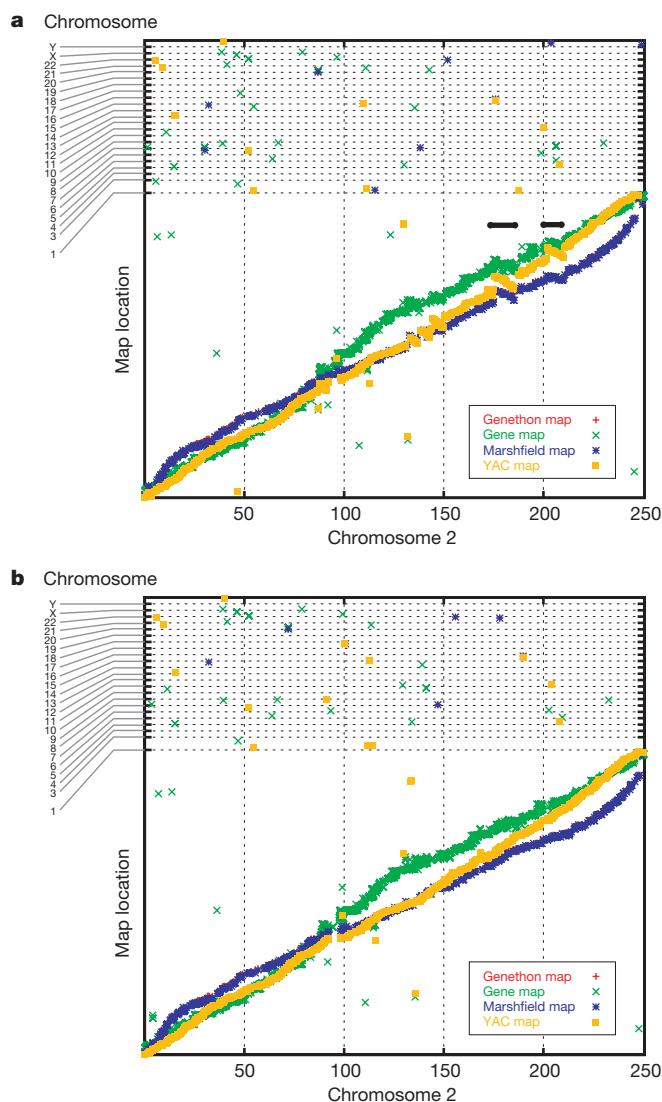 a Chromosome
Y
X
22
21
20
19
18
17
16
15
14
13
12
11
10
9
8
7
6
5
4
3
1
Map location
Genethon map
Gene map
Marshfield map
YAC map
50 100 150 200 250
Chromosome 2
b Chromosome
Y
X
22
21
20
19
18
17
16
15
14
13
12
11
10
9
8
7
6
5
4
3
1
Map location
Genethon map
Gene map
Marshfield map
YAC map
50 100 150 200 250
Chromosome 2